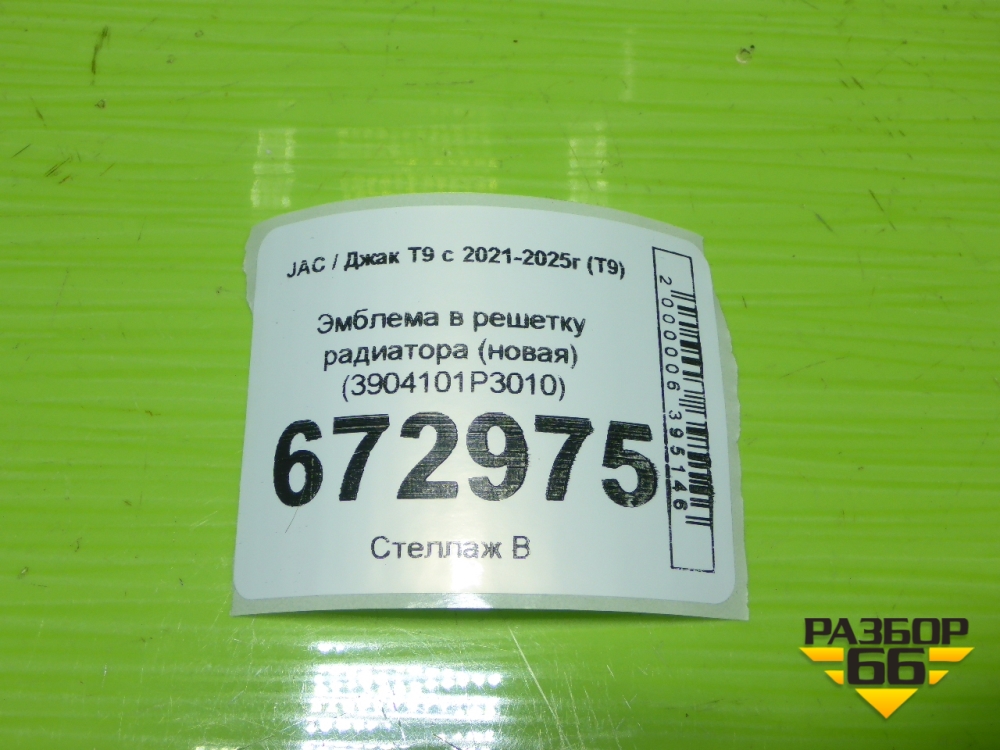 JAC / Джак T9 с 2021-2025г (T9)
Эмблема в решетку
радиатора (новая)
(3904101P3010)
672975
Стеллаж В
2000006395146
РАЗБОР
66